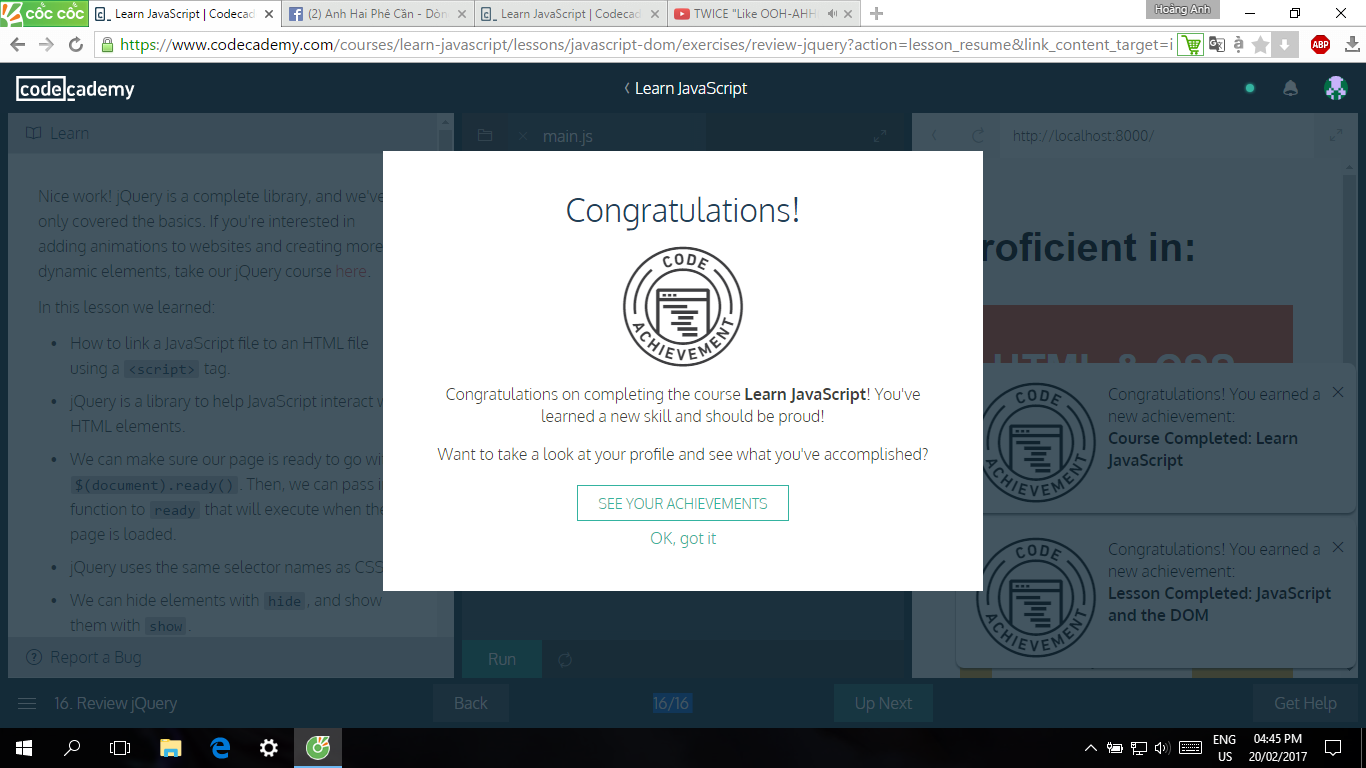 cốc cốc
Learn JavaScript | Codecad
(2) Anh Hai Phê Cần - Dòn
Learn JavaScript | Codecad
TWICE "Like OOH-AHH
Hoàng Anh
https://www.codecademy.com/courses/learn-javascript/lessons/javascript-dom/exercises/review-jquery?action=lesson_resume&link_content_target=i
ABP
codecademy
Learn JavaScript
Learn
main.js
http://localhost:8000/
Nice work! jQuery is a complete library, and we've
only covered the basics. If you're interested in
adding animations to websites and creating more
dynamic elements, take our jQuery course here.
In this lesson we learned:
How to link a JavaScript file to an HTML file
using a <script> tag.
jQuery is a library to help JavaScript interact w
HTML elements.
We can make sure our page is ready to go wi
$(document).ready(). Then, we can pass
function to ready that will execute when the
page is loaded.
jQuery uses the same selector names as CSS
We can hide elements with hide, and show
them with show.
Report a Bug
Congratulations!
CODE
ACHIEVEMENT
Congratulations on completing the course Learn JavaScript! You've
learned a new skill and should be proud!
Want to take a look at your profile and see what you've accomplished?
SEE YOUR ACHIEVEMENTS
OK, got it
roficient in:
HTML & CSS
CODE
ACHIEVEMENT
Congratulations! You earned a
new achievement:
Course Completed: Learn
JavaScript
CODE
ACHIEVEMENT
Congratulations! You earned a
new achievement:
Lesson Completed: JavaScript
and the DOM
Run
16. Review jQuery
Back
16/16
Up Next
Get Help
ENG
US
04:45 PM
20/02/2017